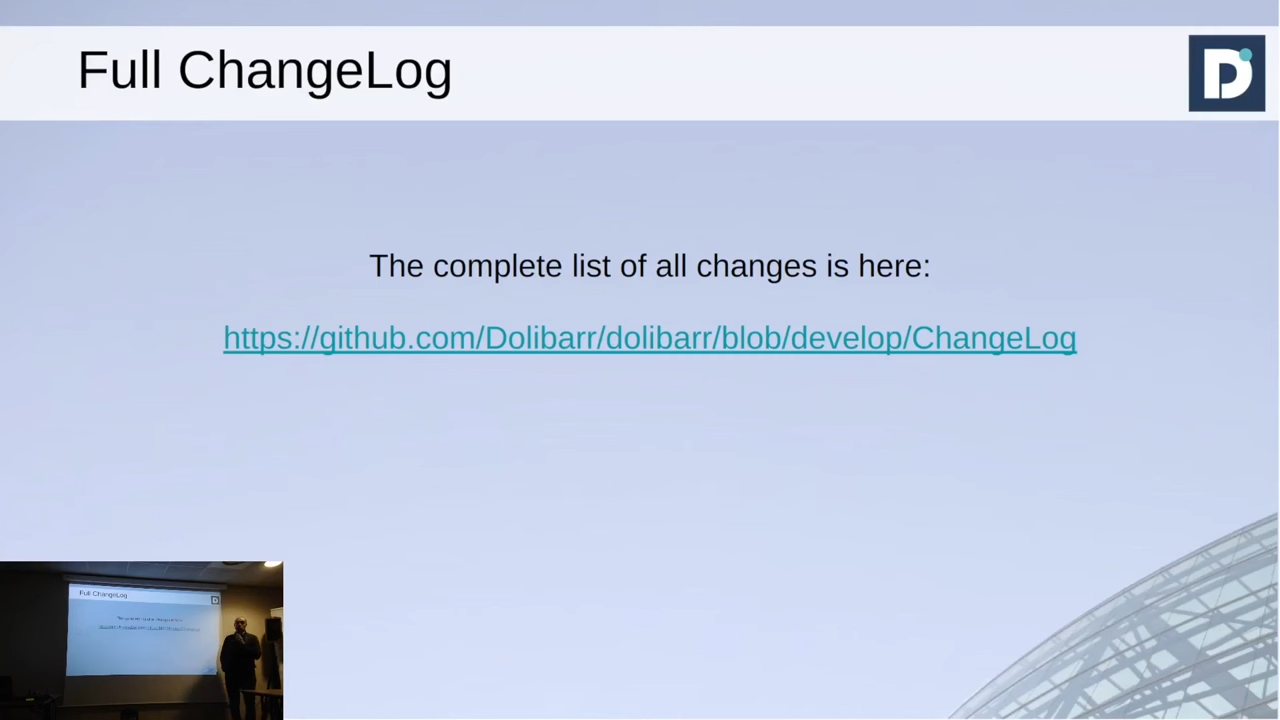 Full ChangeLog
D
The complete list of all changes is here:
https://github.com/Dolibarr/dolibarr/blob/develop/ChangeLog
Full ChangeLog